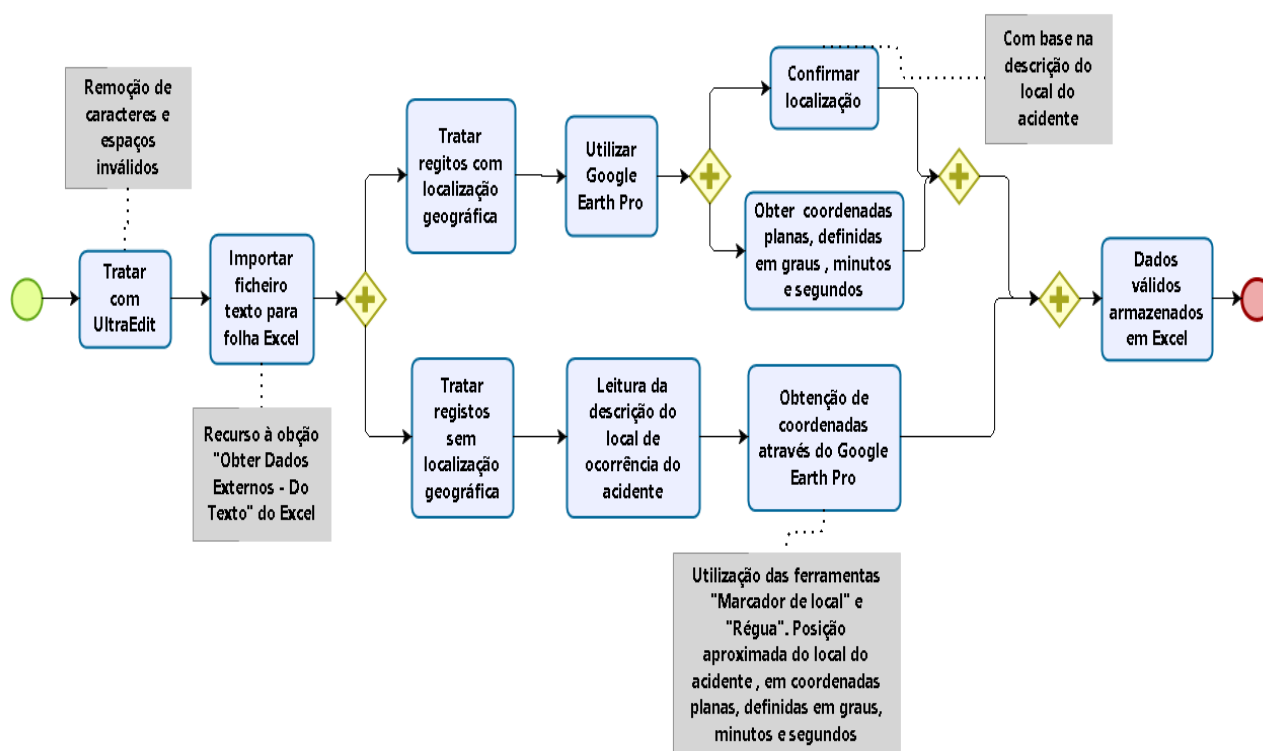 Remoção de
caracteres e
espaços
inválidos
Tratar
com
UltraEdit
Importar
ficheiro
texto para
folha Excel
Recurso à obção
"Obter Dados
Externos - Do
Texto" do Excel
Tratar
regitos com
localização
geográfica
Utilizar
Google
Earth Pro
Confirmar
localização
Com base na
descrição do
local do
acidente
Obter coordenadas
planas, definidas
em graus , minutos
e segundos
Tratar
registos
sem
localização
geográfica
Leitura da
descrição do
local de
ocorrência do
acidente
Obtenção de
coordenadas
através do Google
Earth Pro
Utilização das ferramentas
"Marcador de local" e
"Régua". Posição
aproximada do local do
acidente , em coordenadas
planas, definidas em graus,
minutos e segundos
Dados
válidos
armazenados
em Excel